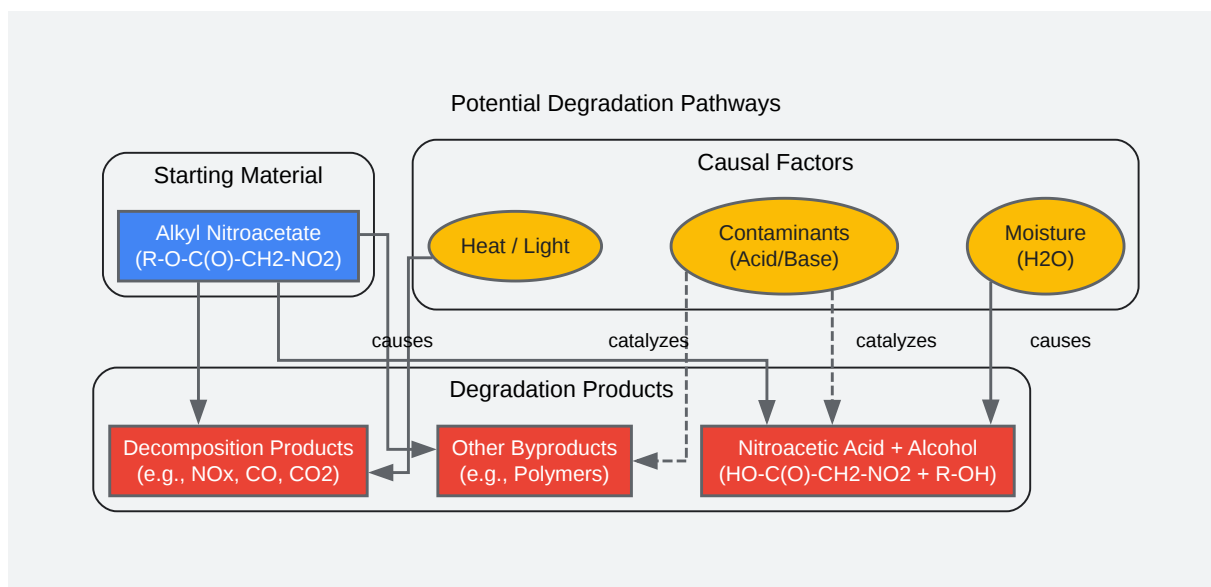 Potential Degradation Pathways
Starting Material
Causal Factors
Alkyl Nitroacetate
(R-O-C(O)-CH2-NO2)
Heat / Light
Contaminants
(Acid/Base)
Moisture
(H2O)
causes
catalyzes
catalyzes
causes
Degradation Products
Decomposition Products
(e.g., NOx, CO, CO2)
Other Byproducts
(e.g., Polymers)
Nitroacetic Acid + Alcohol
(HO-C(O)-CH2-NO2 + R-OH)